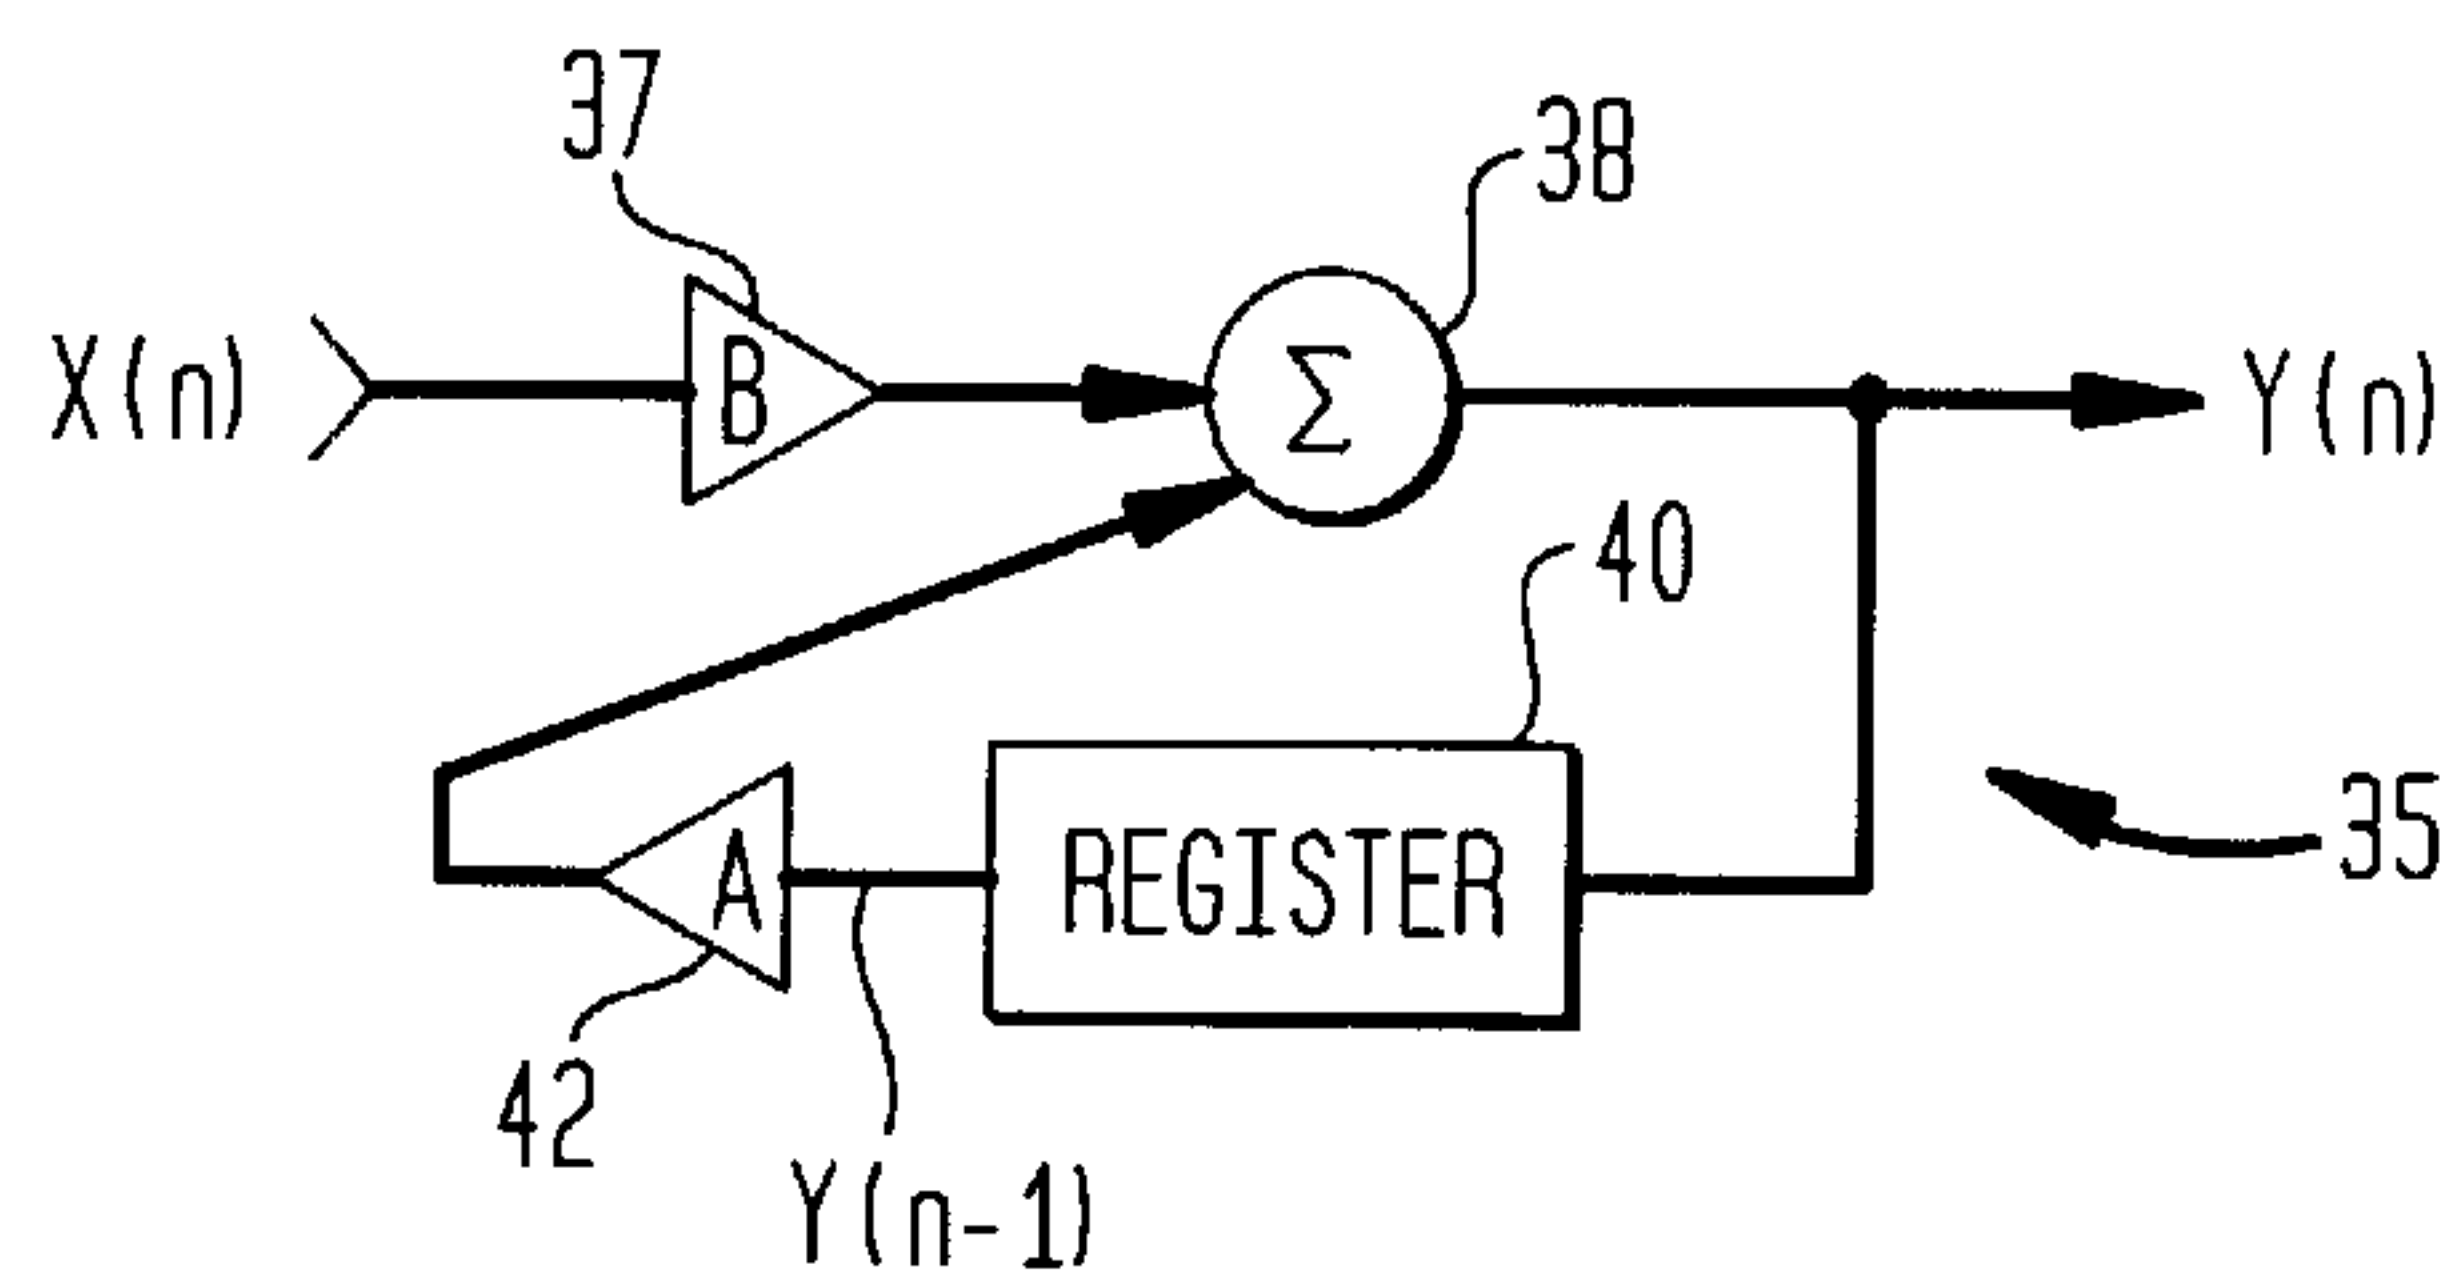 37
38
X(n)
B
Σ
Y(n)
40
A
REGISTER
35
42
Y(n-1)